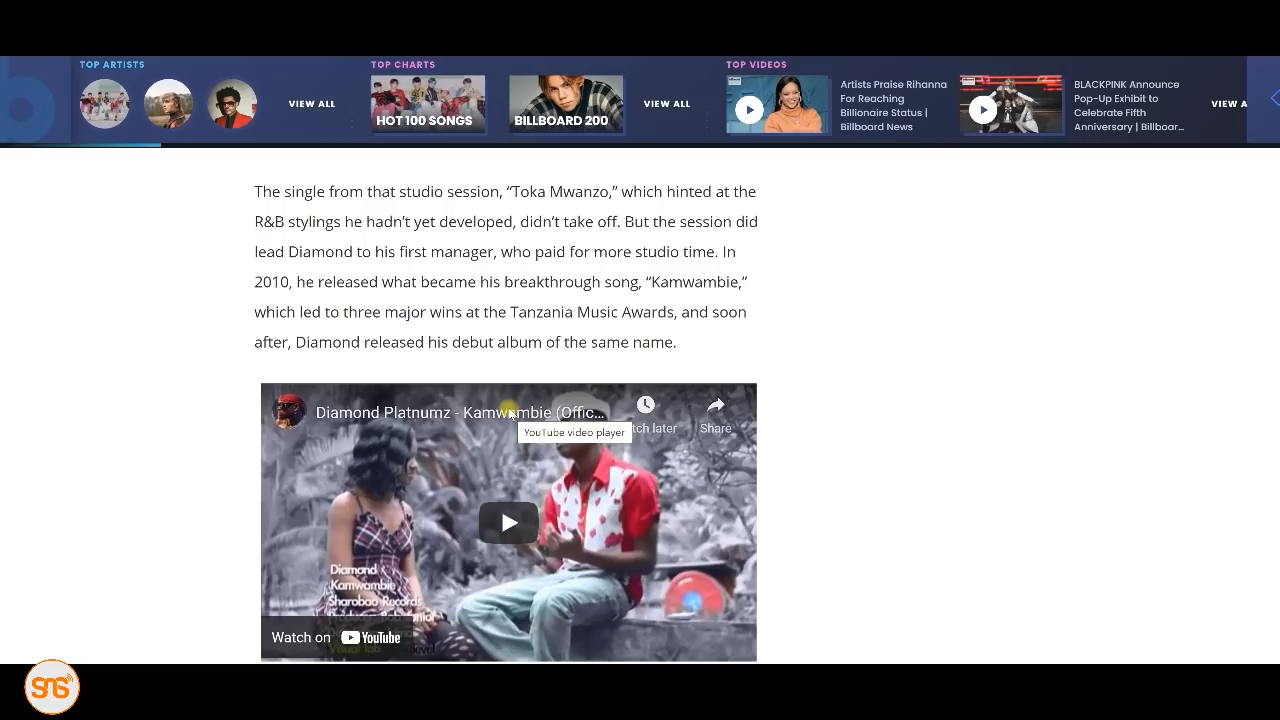 TOP ARTISTS
VIEW ALL
TOP CHARTS
HOT 100 SONGS
BILLBOARD 200
VIEW ALL
TOP VIDEOS
Artists Praise Rihanna
For Reaching
Billionaire Status |
Billboard News
BLACKPINK Announce
Pop-Up Exhibit to
Celebrate Fifth
Anniversary | Billboar...
VIEW A
The single from that studio session, “Toka Mwanzo,” which hinted at the
R&B stylings he hadn’t yet developed, didn’t take off. But the session did
lead Diamond to his first manager, who paid for more studio time. In
2010, he released what became his breakthrough song, “Kamwambie,”
which led to three major wins at the Tanzania Music Awards, and soon
after, Diamond released his debut album of the same name.
Diamond Platnumz - Kamwambie (Offic...
tch later
Share
YouTube video player
Diamond
Kamwambie
Sharobao Records
Watch on YouTube
SNS